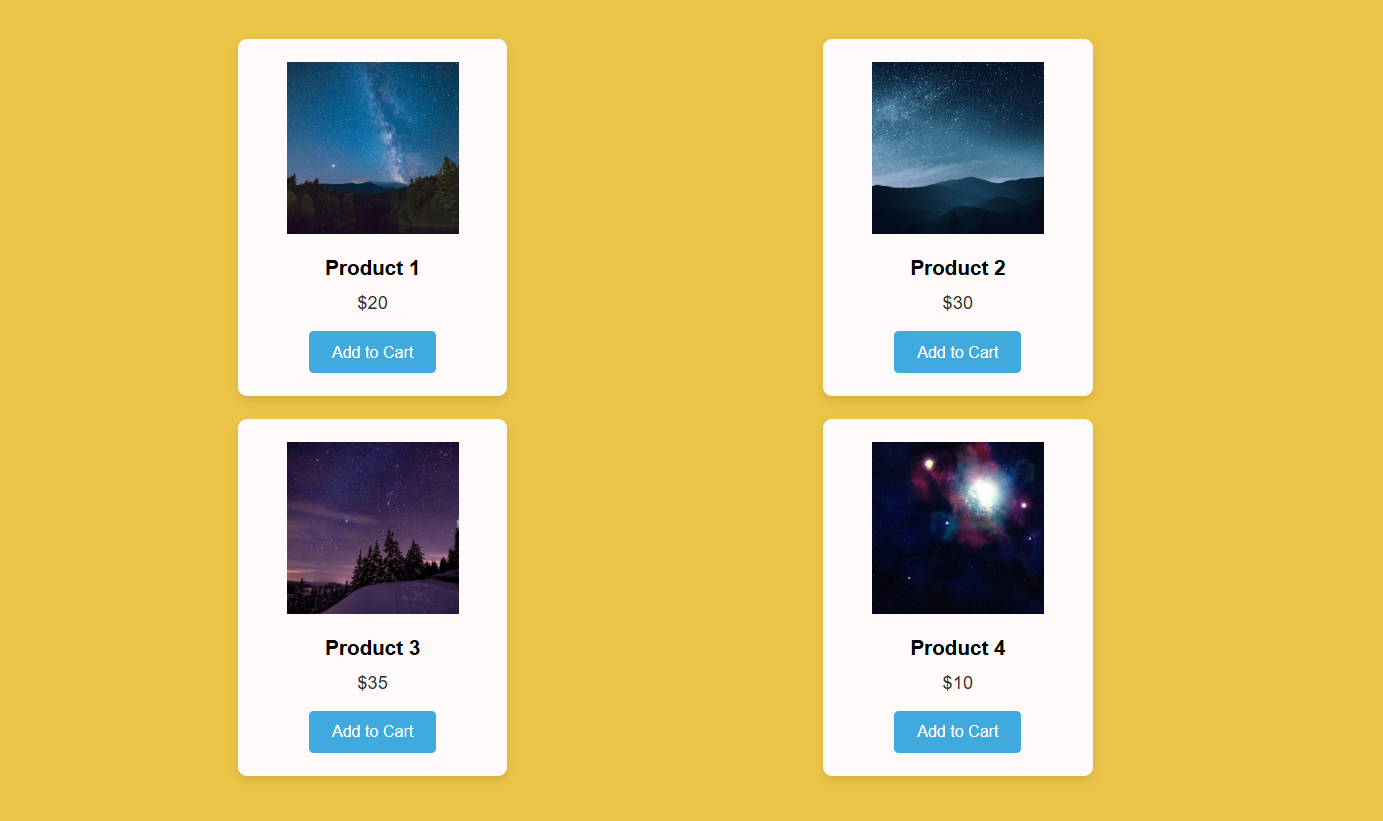 Product 1
$20
Add to Cart
Product 2
$30
Add to Cart
Product 3
$35
Add to Cart
Product 4
$10
Add to Cart